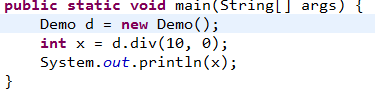 public static void main(String[] args) {
    Demo d = new Demo();
    int x = d.div(10, 0);
    System.out.println(x);
}